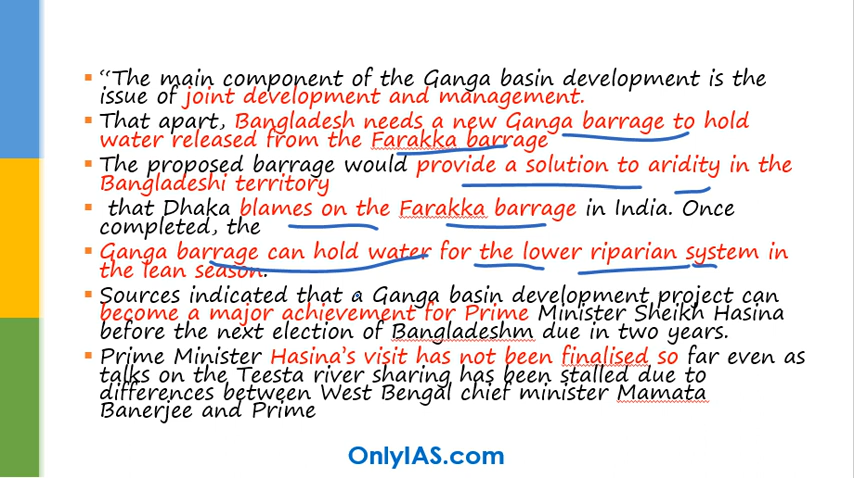 “The main component of the Ganga basin development is the
issue of joint development and management.
That apart, Bangladesh needs a new Ganga barrage to hold
water released from the Farakka barrage
The proposed barrage would provide a solution to aridity in the
Bangladeshi territory
that Dhaka blames on the Farakka barrage in India. Once
completed, the
Ganga barrage can hold water for the lower riparian system in
the lean season.
Sources indicated that a Ganga basin development project can
become a major achievement for Prime Minister Sheikh Hasina
before the next election of Bangladeshm due in two years.
Prime Minister Hasina’s visit has not been finalised so far even as
talks on the Teesta river sharing has been stalled due to
differences between West Bengal chief minister Mamata
Banerjee and Prime
OnlyIAS.com